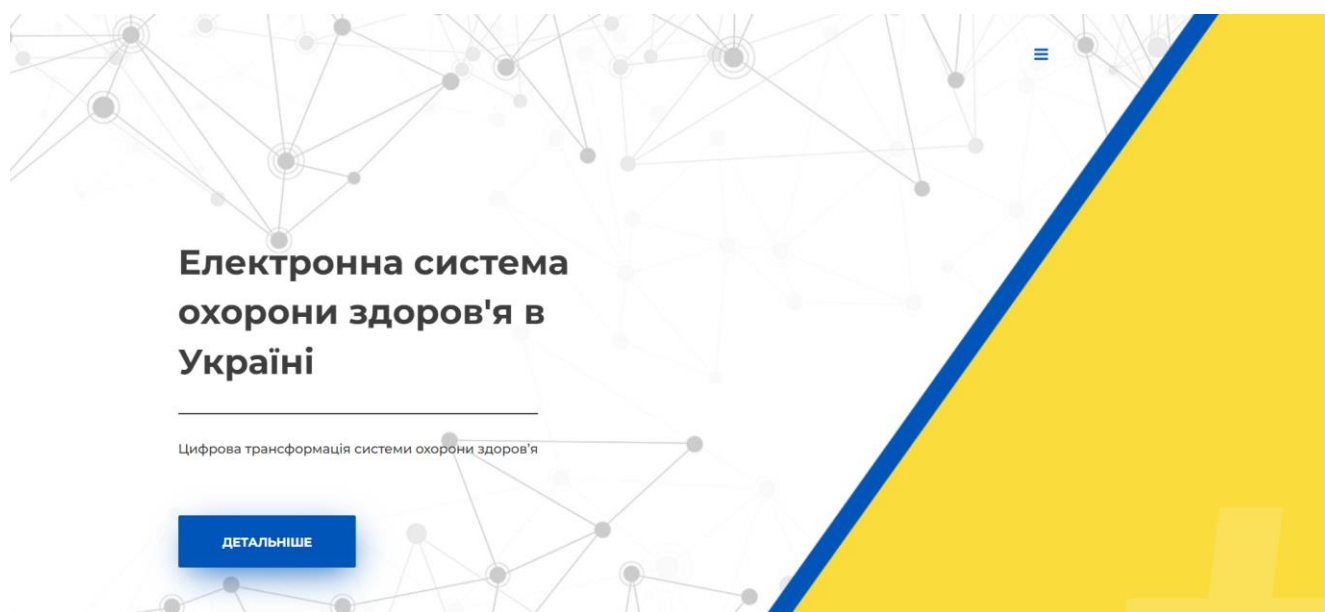 Електронна система
охорони здоров'я в
Україні
Цифрова трансформація системи охорони здоров’я
ДЕТАЛЬНІШЕ